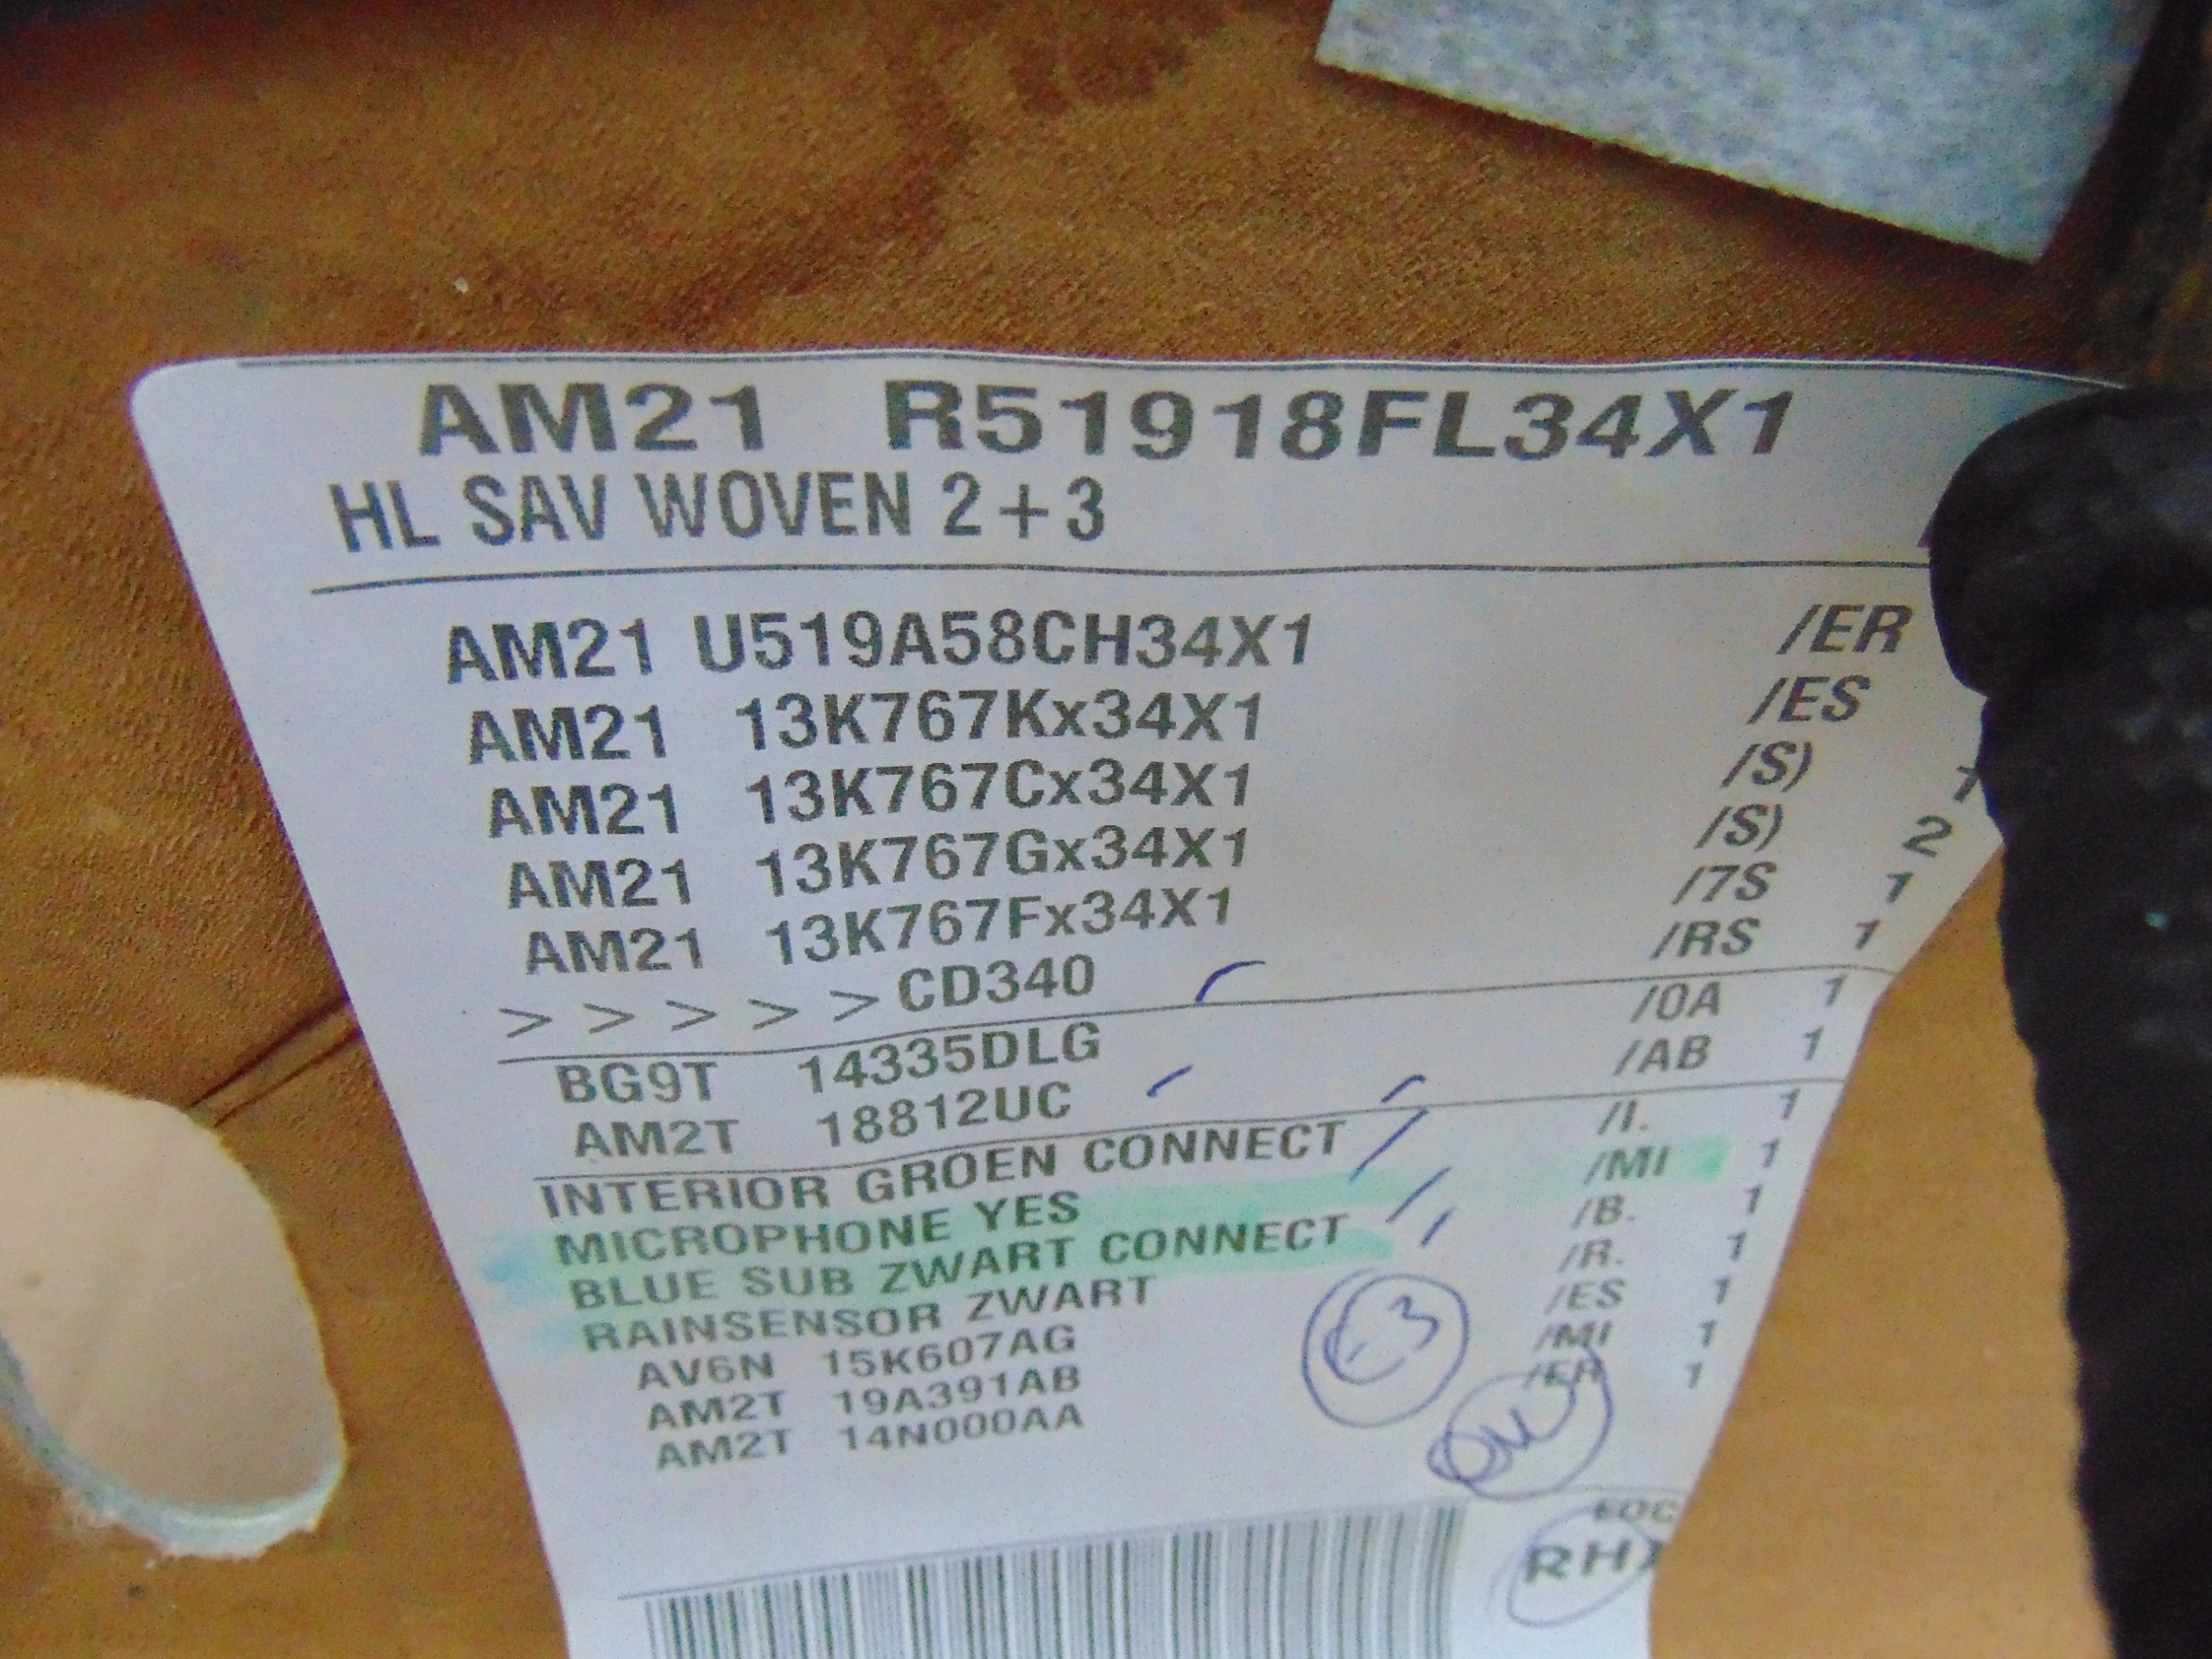 AM21 R51918FL34X1
HL SAV WOVEN 2+3
AM21 U519A58CH34X1 /ER
AM21 13K767Kx34X1 /ES
AM21 13K767Cx34X1 /S) 1
AM21 13K767Gx34X1 /S) 2
AM21 13K767Fx34X1 /7S 1
> > > > > CD340 /RS 1
BG9T 14335DLG /0A 1
AM2T 18812UC /AB 1
INTERIOR GROEN CONNECT /I. 1
MICROPHONE YES /MI 1
BLUE SUB ZWART CONNECT /B. 1
RAINSENSOR ZWART /R. 1
AV6N 15K607AG /ES 1
AM2T 19A391AB /MI 1
AM2T 14N000AA /ER 1
EOC
RH